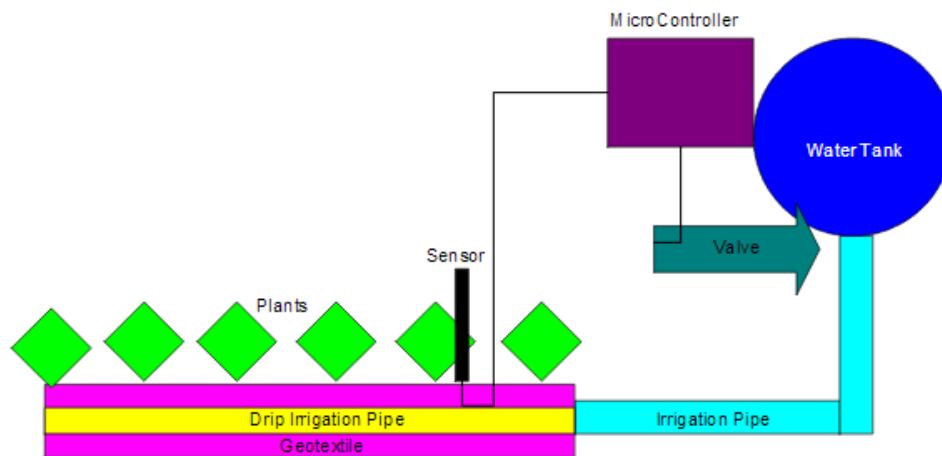 MicroController
Water Tank
Valve
Sensor
Plants
Drip Irrigation Pipe
Irrigation Pipe
Geotextile